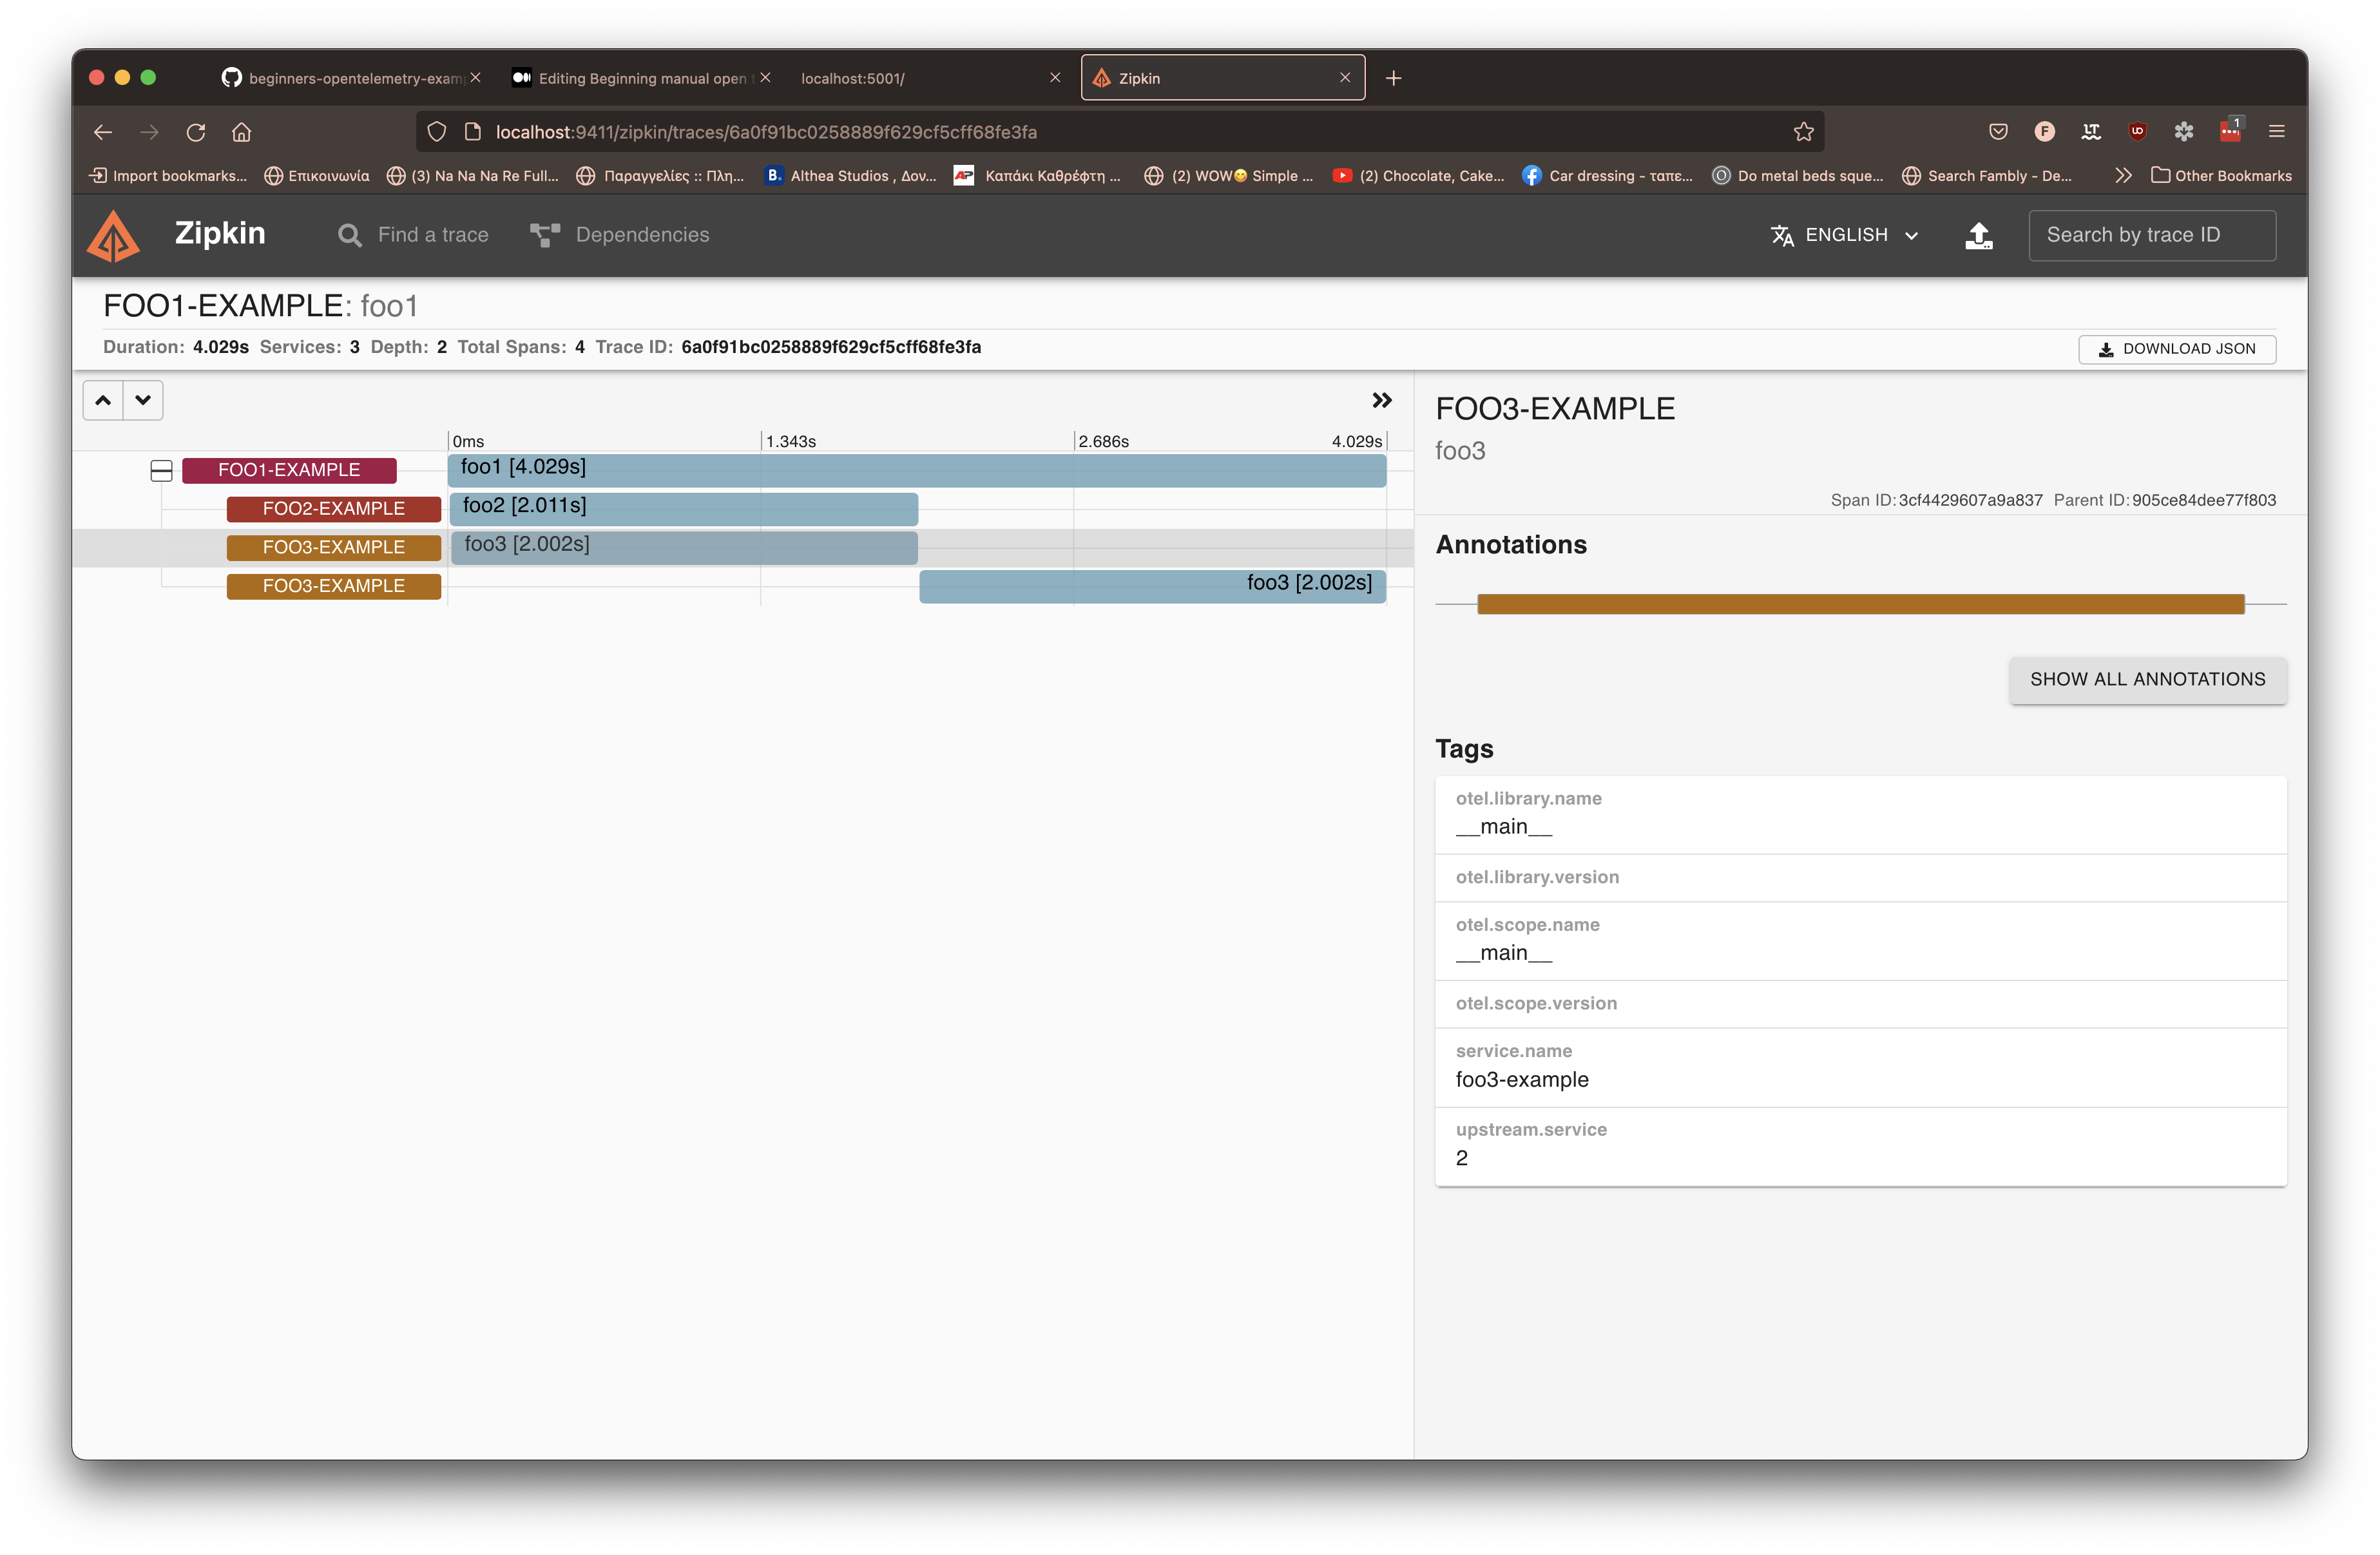 beginners-opentelemetry-examp
Editing Beginning manual open t
localhost:5001/
Zipkin
localhost:9411/zipkin/traces/6a0f91bc0258889f629cf5cff68fe3fa
F
LT
UO
1
Import bookmarks...
Επικοινωνία
(3) Na Na Na Re Full...
Παραγγελίες :: Πλη...
B.
Althea Studios , Δον...
AP
Καπάκι Καθρέφτη ...
(2) WOW😋 Simple ...
(2) Chocolate, Cake...
Car dressing - ταπε...
Do metal beds sque...
Search Fambly - De...
Other Bookmarks
Zipkin
Find a trace
Dependencies
ENGLISH
Search by trace ID
FOO1-EXAMPLE: foo1
Duration: 4.029s Services: 3 Depth: 2 Total Spans: 4 Trace ID: 6a0f91bc0258889f629cf5cff68fe3fa
DOWNLOAD JSON
0ms 1.343s 2.686s 4.029s
FOO1-EXAMPLE foo1 [4.029s]
FOO2-EXAMPLE foo2 [2.011s]
FOO3-EXAMPLE foo3 [2.002s]
FOO3-EXAMPLE foo3 [2.002s]
FOO3-EXAMPLE
foo3
Span ID: 3cf4429607a9a837 Parent ID: 905ce84dee77f803
Annotations
SHOW ALL ANNOTATIONS
Tags
otel.library.name
__main__
otel.library.version
otel.scope.name
__main__
otel.scope.version
service.name
foo3-example
upstream.service
2